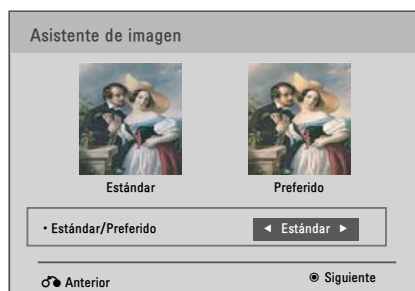 Asistente de imagen
Estándar Preferido
• Estándar/Preferido ◄ Estándar ►
Anterior ◉ Siguiente